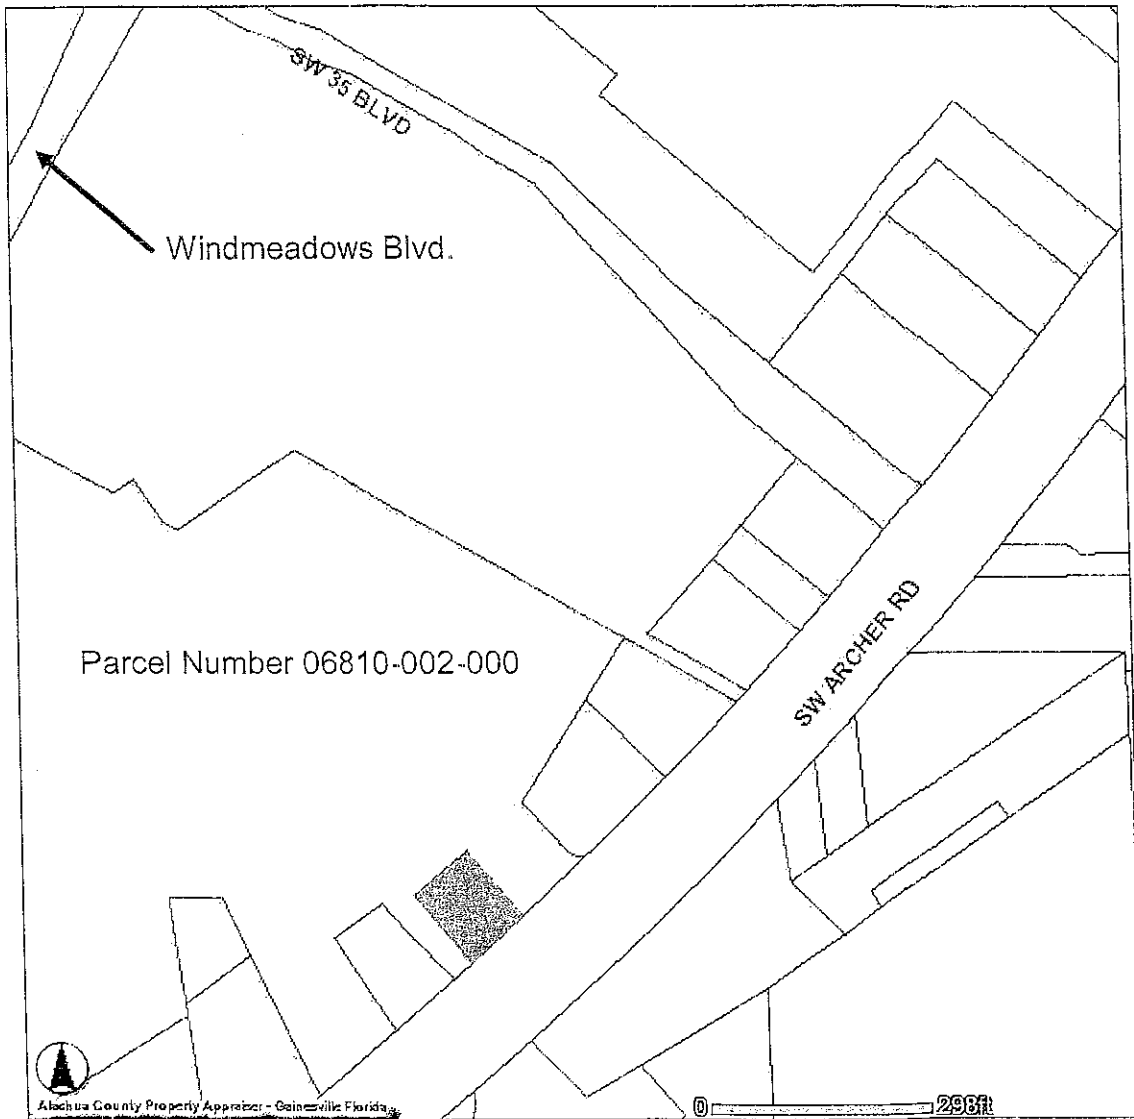 SW 35 BLVD
Windmeadows Blvd.
Parcel Number 06810-002-000
SW ARCHER RD
Alachua County Property Appraiser - Gainesville Florida
0 298ft